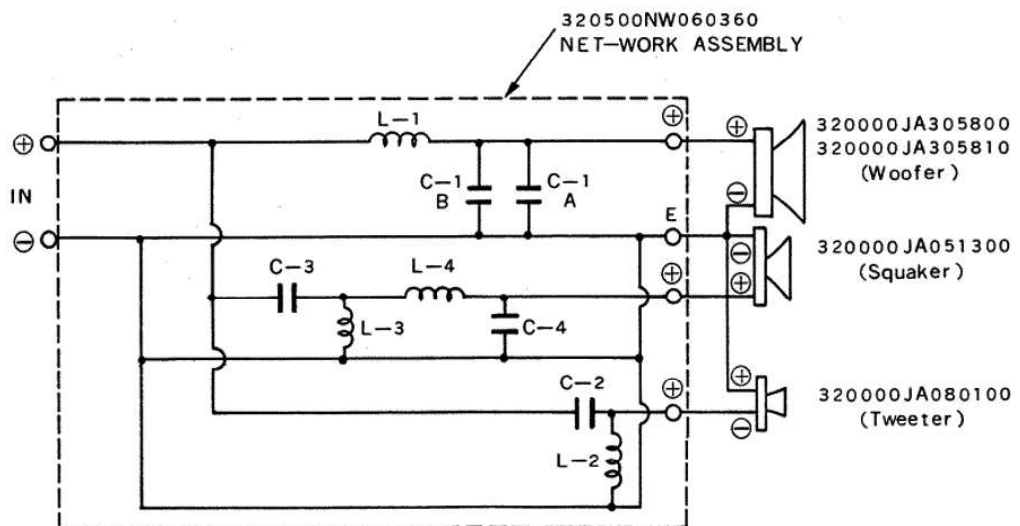 320500NW060360
NET-WORK ASSEMBLY
L-1
⊕
⊕
320000JA305800
320000JA305810
(Woofer)
⊕
IN
C-1
B
C-1
A
⊖
E
⊖
C-3
L-4
⊕
⊖
⊕
320000JA051300
(Squaker)
L-3
C-4
C-2
⊕
⊕
⊖
320000JA080100
(Tweeter)
L-2